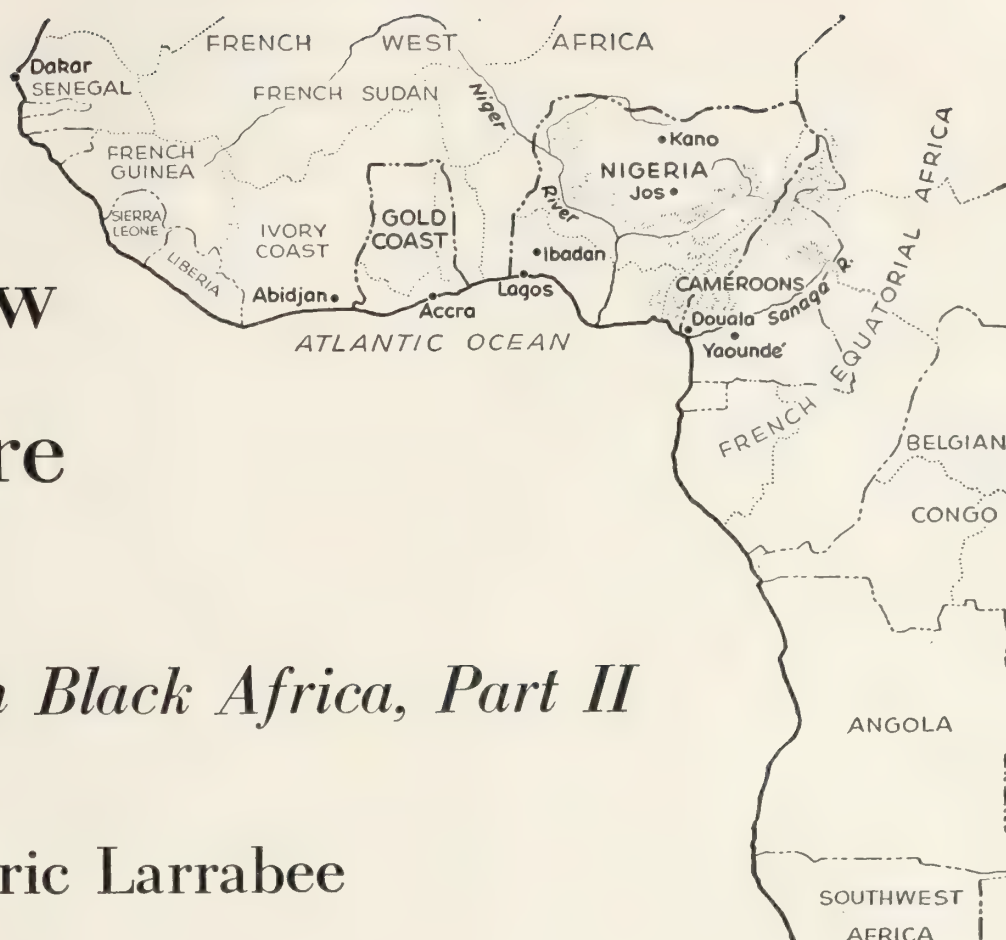 FRENCH WEST AFRICA
Dakar
SENEGAL
FRENCH SUDAN
Niger
River
FRENCH
GUINEA
SIERRA
LEONE
LIBERIA
IVORY
COAST
Abidjan
GOLD
COAST
Accra
Kano
NIGERIA
Jos
Ibadan
Lagos
CAMÉROONS
Douala
Sanaga R.
Yaoundé
ATLANTIC OCEAN
FRENCH EQUATORIAL AFRICA
BELGIAN
CONGO
ANGOLA
SOUTHWEST
AFRICA
w
re
n Black Africa, Part II
ric Larrabee